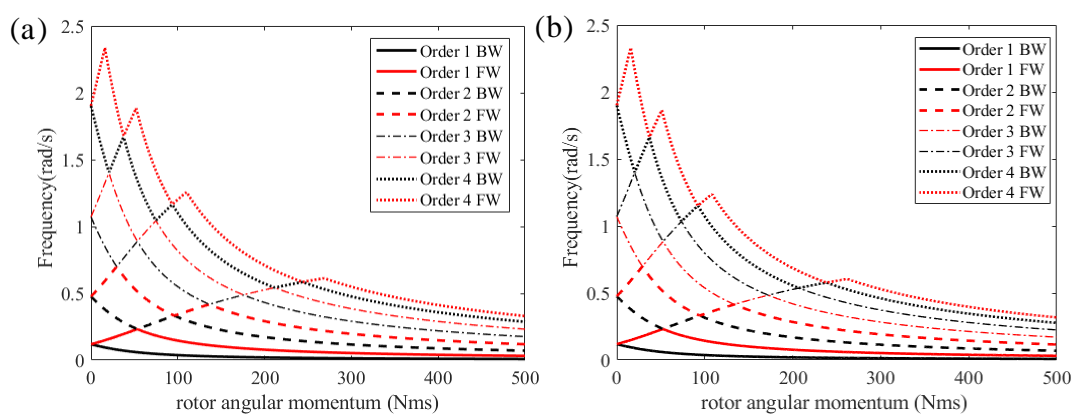 (a)
2.5
2
1.5
1
0.5
0
Frequency(rad/s)
0 100 200 300 400 500
rotor angular momentum (Nms)
Order 1 BW
Order 1 FW
Order 2 BW
Order 2 FW
Order 3 BW
Order 3 FW
Order 4 BW
Order 4 FW
(b)
2.5
2
1.5
1
0.5
0
Frequency(rad/s)
0 100 200 300 400 500
rotor angular momentum (Nms)
Order 1 BW
Order 1 FW
Order 2 BW
Order 2 FW
Order 3 BW
Order 3 FW
Order 4 BW
Order 4 FW